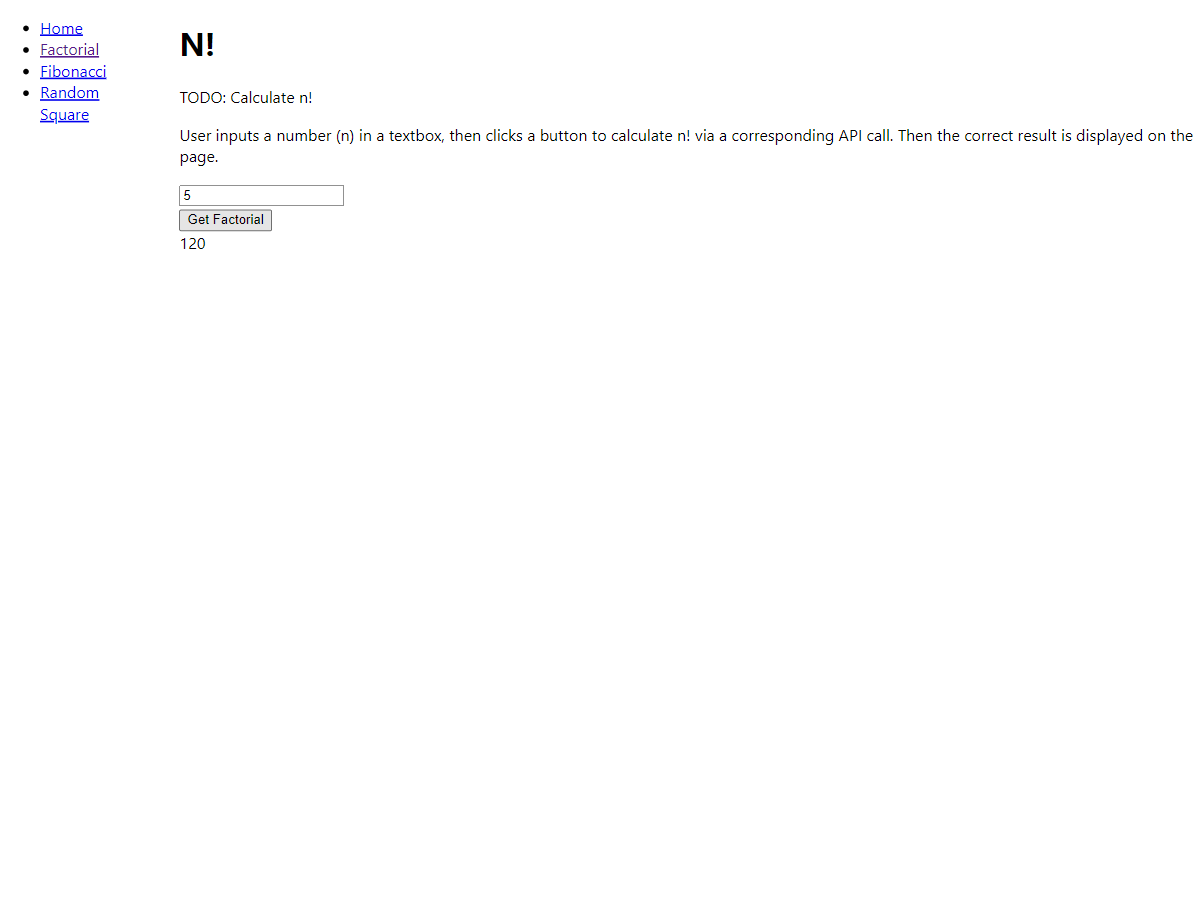 Home
Factorial
Fibonacci
Random
Square
N!
TODO: Calculate n!
User inputs a number (n) in a textbox, then clicks a button to calculate n! via a corresponding API call. Then the correct result is displayed on the
page.
5
Get Factorial
120